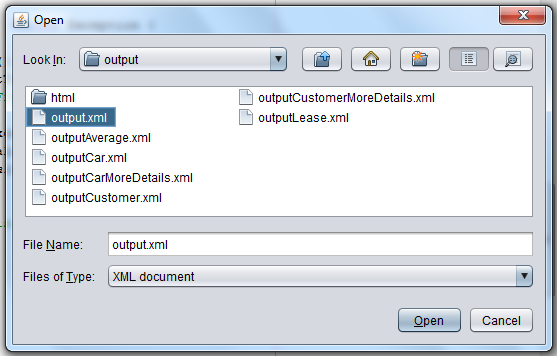 Open
Look In: output
html
output.xml
outputAverage.xml
outputCar.xml
outputCarMoreDetails.xml
outputCustomer.xml
outputCustomerMoreDetails.xml
outputLease.xml
File Name: output.xml
Files of Type: XML document
Open Cancel